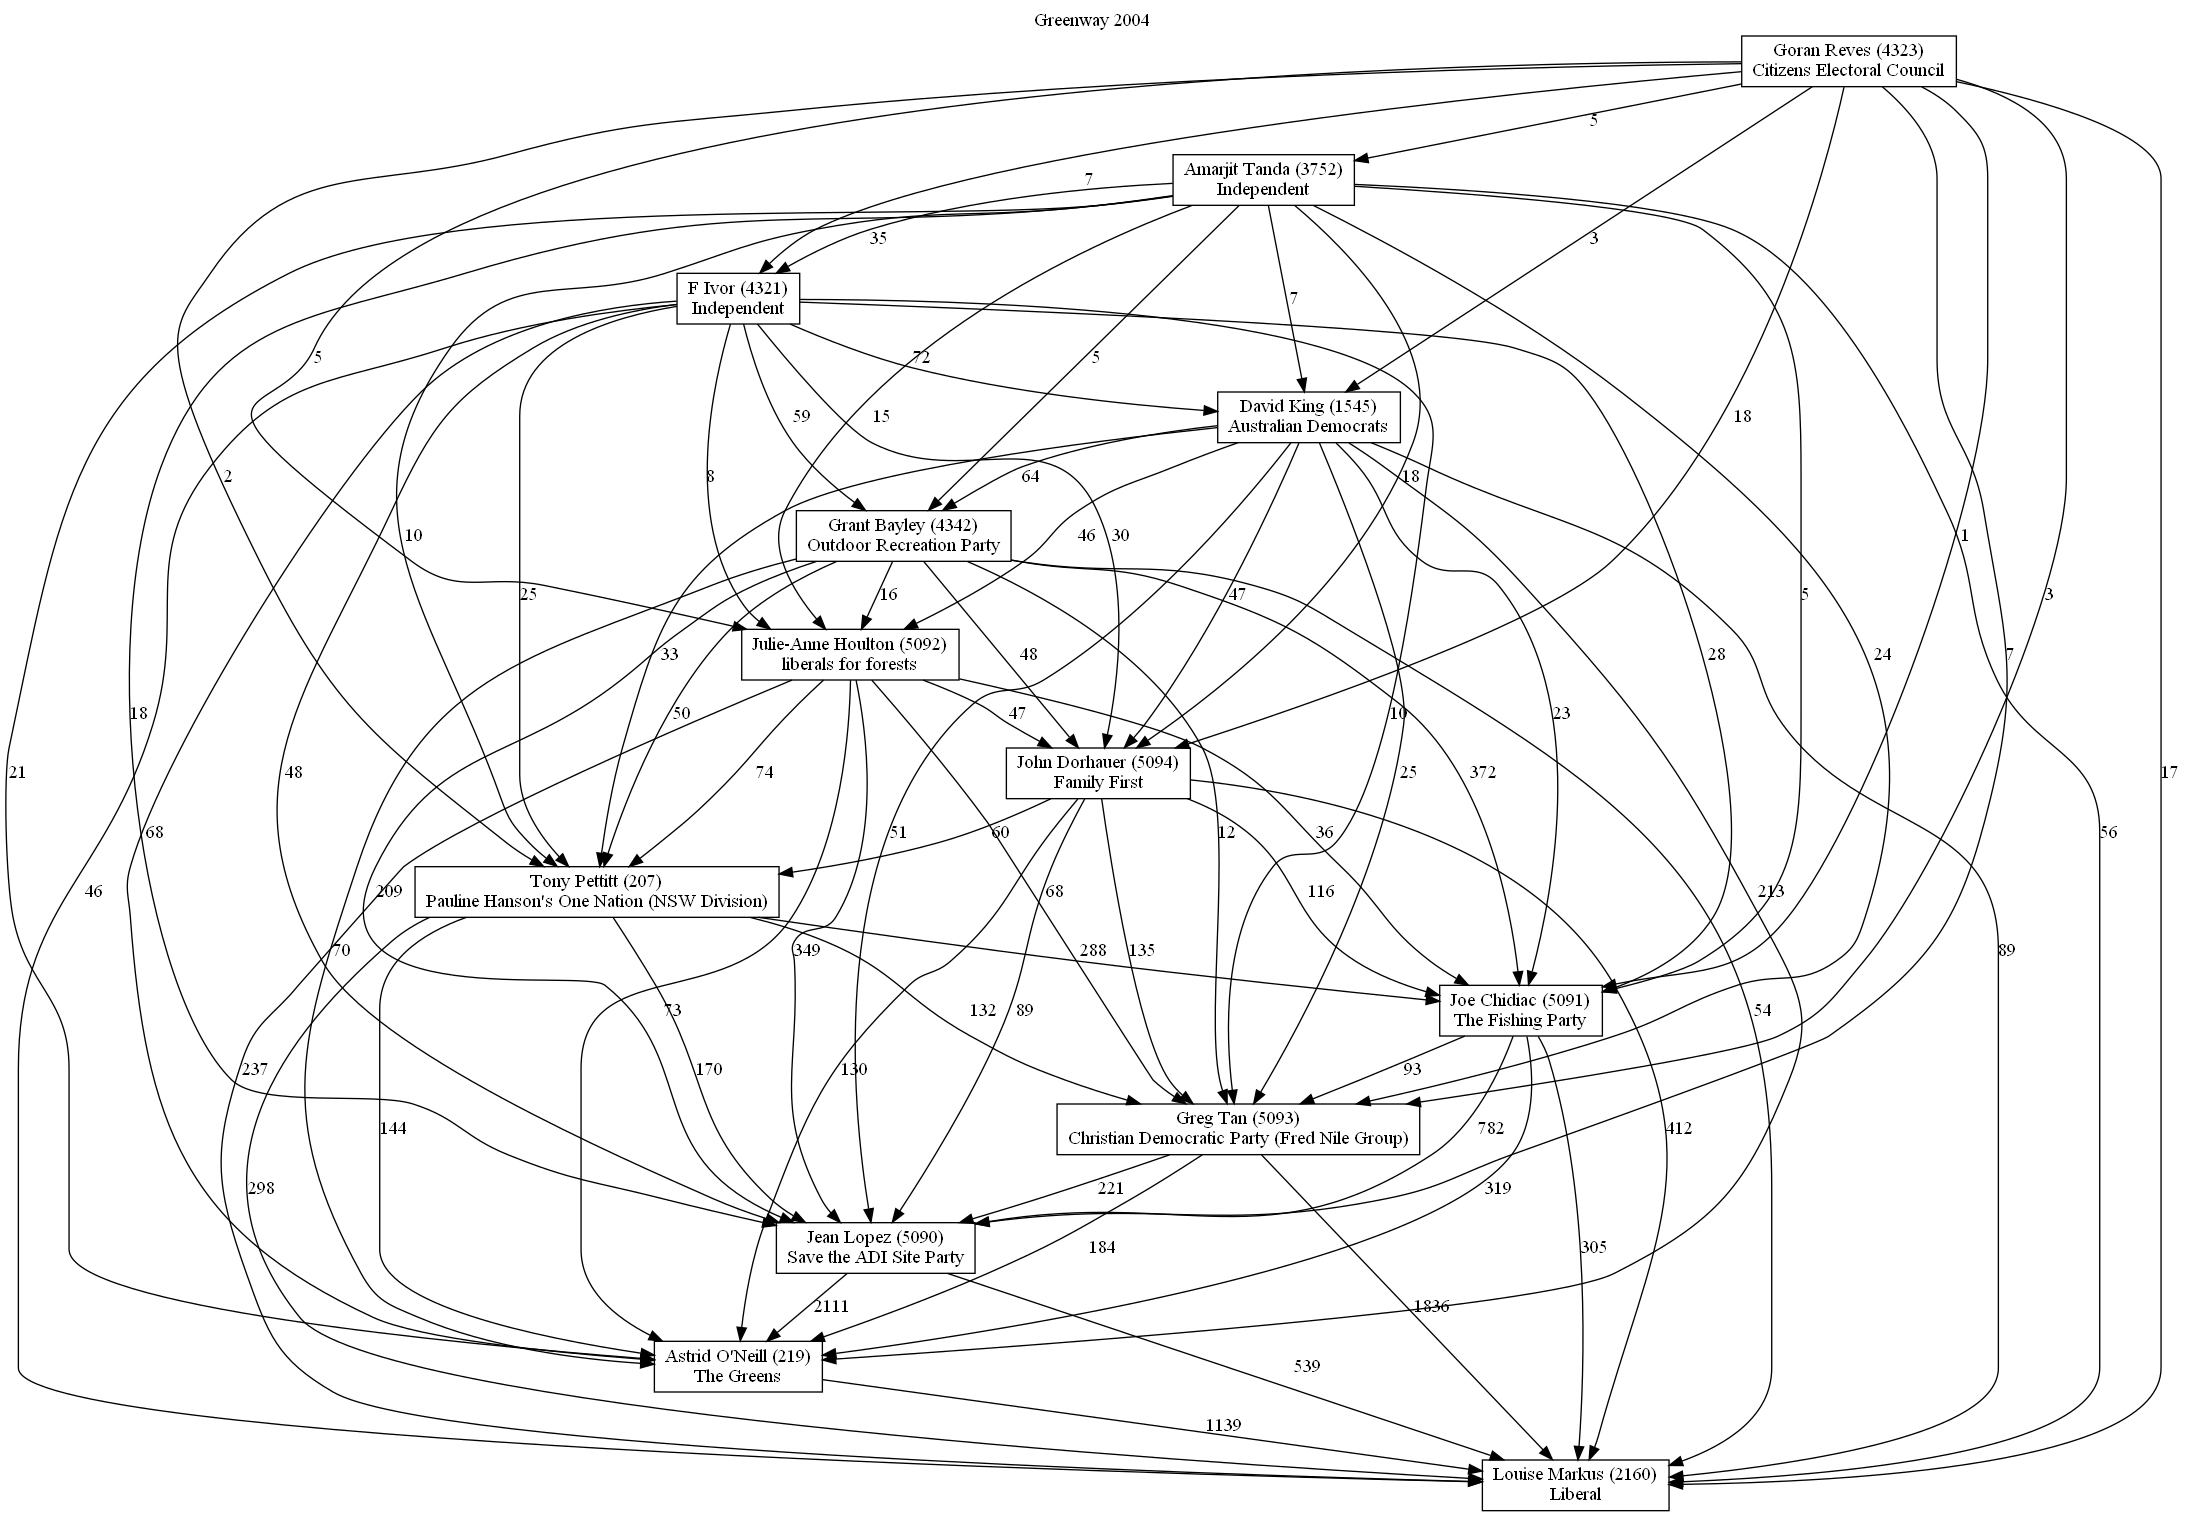 Greenway 2004
Goran Reves (4323)
Citizens Electoral Council
5
Amarjit Tanda (3752)
Independent
7
35
3
F Ivor (4321)
Independent
7
5
72
5
David King (1545)
Australian Democrats
59
15
18
2
8
64
18
Grant Bayley (4342)
Outdoor Recreation Party
10
46
30
1
25
16
47
5
3
Julie-Anne Houlton (5092)
liberals for forests
33
48
28
24
7
18
50
47
10
23
21
48
74
John Dorhauer (5094)
Family First
25
372
17
68
60
51
12
36
56
46
209
Tony Pettitt (207)
Pauline Hanson's One Nation (NSW Division)
68
116
213
70
349
288
135
89
73
132
89
Joe Chidiac (5091)
The Fishing Party
54
237
170
130
93
144
Greg Tan (5093)
Christian Democratic Party (Fred Nile Group)
782
412
298
221
319
Jean Lopez (5090)
Save the ADI Site Party
184
305
2111
1836
Astrid O'Neill (219)
The Greens
539
1139
Louise Markus (2160)
Liberal